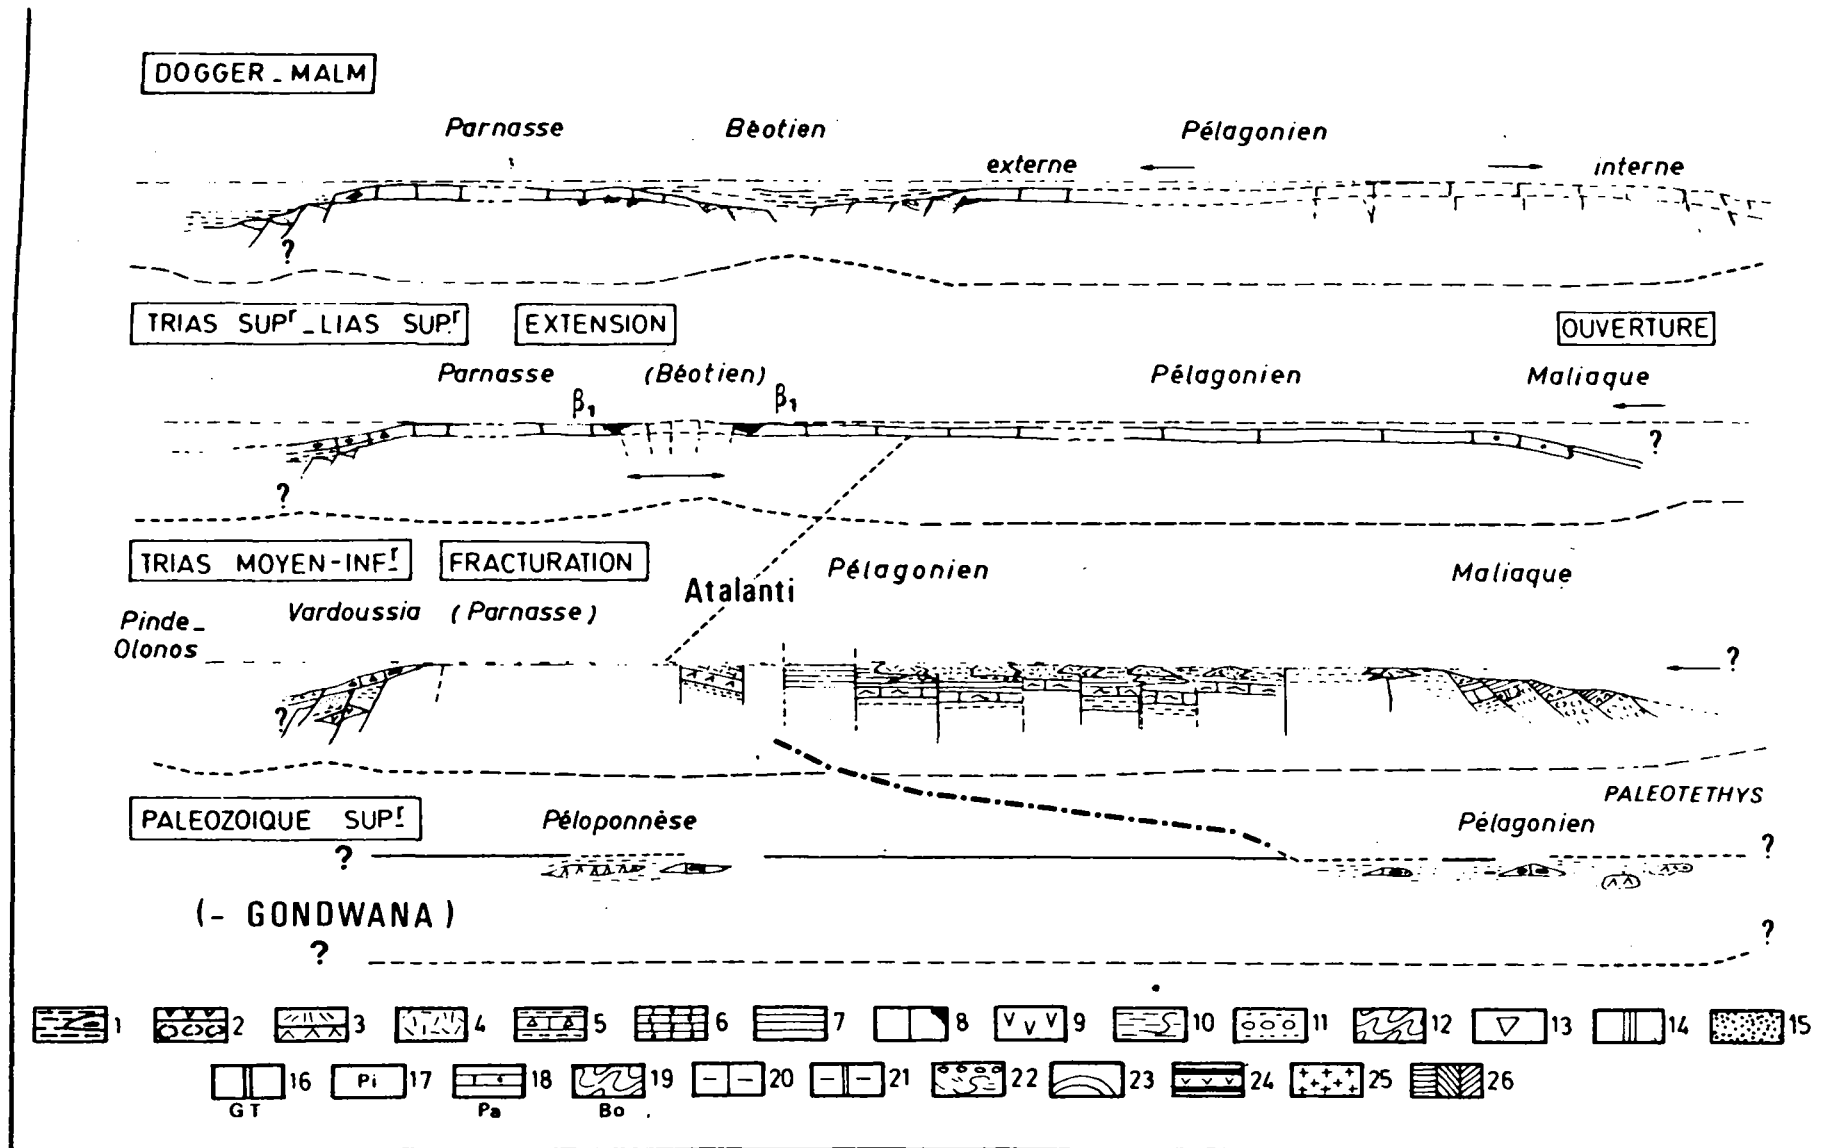 DOGGER_MALM
Parnasse Béotien Pélagonien
externe interne
?
TRIAS SUPr_LIAS SUP.r EXTENSION OUVERTURE
Parnasse (Béotien) Pélagonien Maliaque
β1 β1
?
?
TRIAS MOYEN-INFr FRACTURATION Pélagonien Maliaque
Atalanti
Vardoussia (Parnasse)
Pinde_
Olonos
?
?
PALEOTETHYS
PALEOZOIQUE SUPr Péloponnèse Pélagonien
? ?
(- GONDWANA)
? ?
1 2 3 4 5 6 7 8 9 10 11 12 13 14 15
16 Pi 17 18 19 20 21 22 23 24 25 26
GT Pa Bo